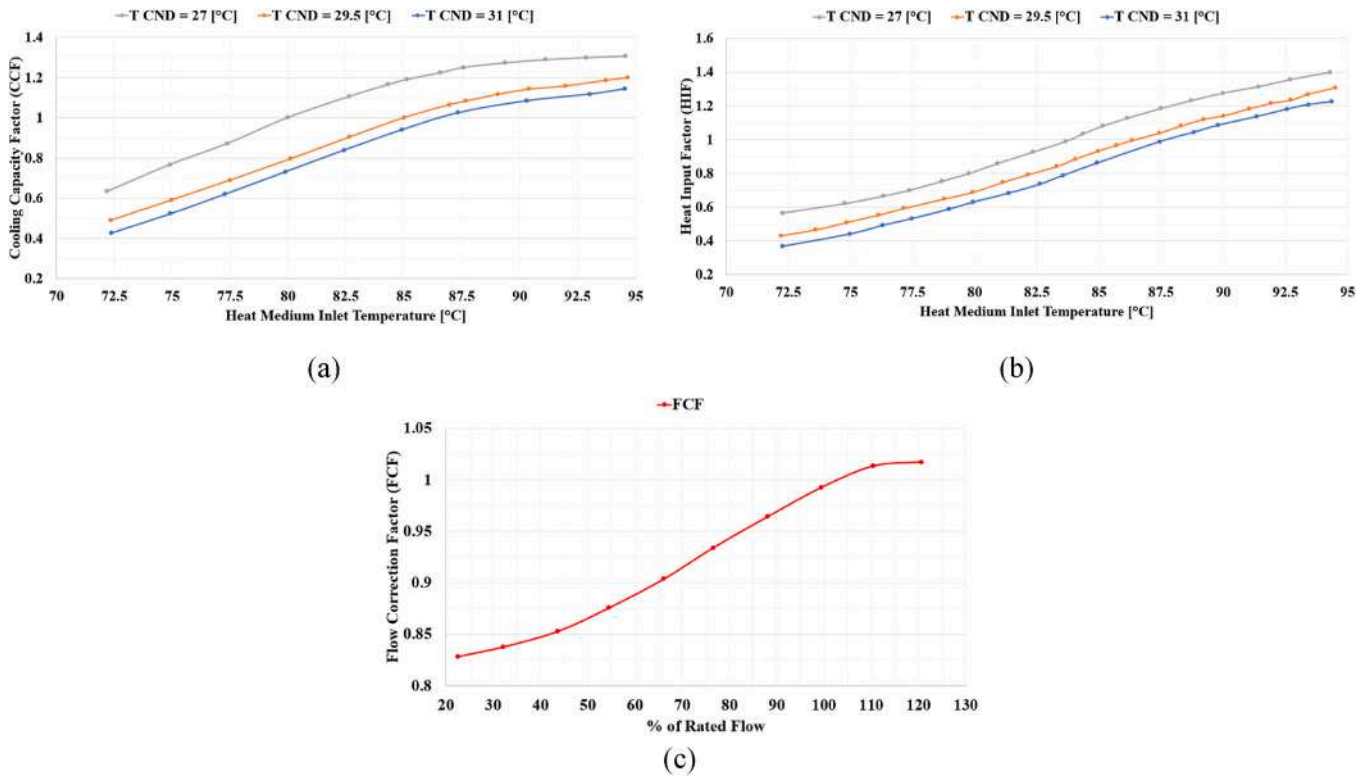 T CND = 27 [°C] T CND = 29.5 [°C] T CND = 31 [°C]
Cooling Capacity Factor (CCF)
1.4
1.2
1
0.8
0.6
0.4
0.2
70 72.5 75 77.5 80 82.5 85 87.5 90 92.5 95
Heat Medium Inlet Temperature [°C]
(a)
T CND = 27 [°C] T CND = 29.5 [°C] T CND = 31 [°C]
Heat Input Factor (HIF)
1.6
1.4
1.2
1
0.8
0.6
0.4
0.2
70 72.5 75 77.5 80 82.5 85 87.5 90 92.5 95
Heat Medium Inlet Temperature [°C]
(b)
FCF
Flow Correction Factor (FCF)
1.05
1
0.95
0.9
0.85
0.8
20 30 40 50 60 70 80 90 100 110 120 130
% of Rated Flow
(c)